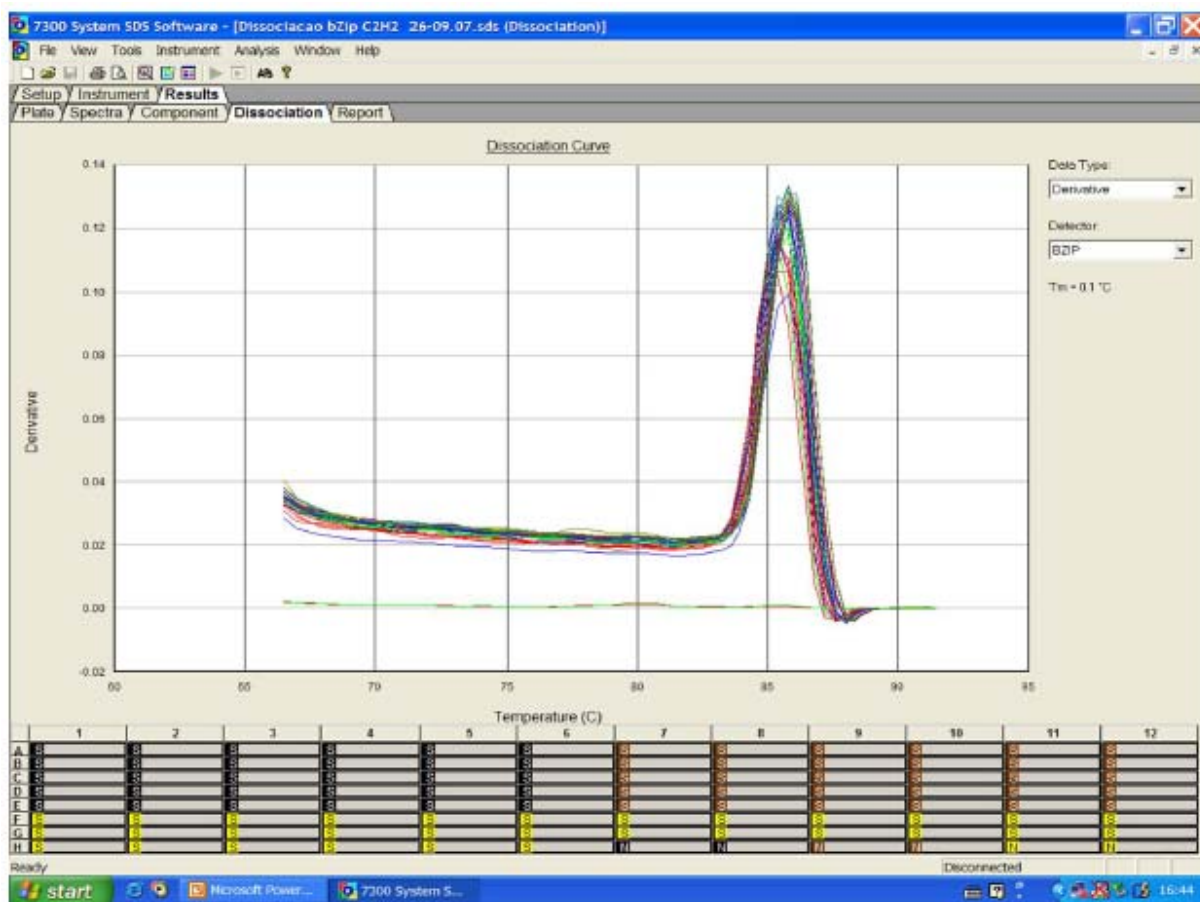 7300 System SDS Software - [Dissociacao bZip C2H2 26-09.07.sds (Dissociation)]
File View Tools Instrument Analysis Window Help
Setup Instrument Results
Plate Spectra Component Dissociation Report
Dissociation Curve
Data Type:
Derivative
Detector:
BZIP
Tm = 0.1 °C
0.14
0.12
0.10
0.08
0.06
0.04
0.02
0.00
-0.02
Derivative
60 65 70 75 80 85 90 95
Temperature (C)
1 2 3 4 5 6 7 8 9 10 11 12
A S S S S S S S S S S S S
B S S S S S S S S S S S S
C S S S S S S S S S S S S
D S S S S S S S S S S S S
E S S S S S S S S S S S S
F S S S S S S S S S S S S
G S S S S S S S S S S S S
H S S S S S S N N N N N N
Ready Disconnected
start Microsoft Power... 7300 System S... 16:44